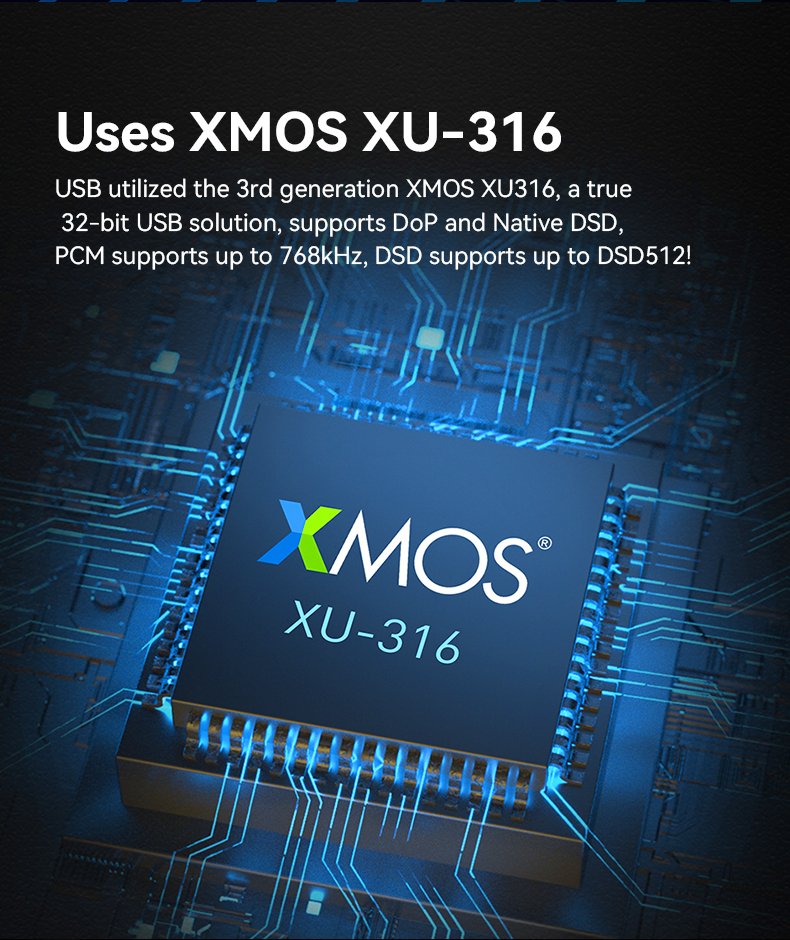 Uses XMOS XU-316
USB utilized the 3rd generation XMOS XU316, a true
32-bit USB solution, supports DoP and Native DSD,
PCM supports up to 768kHz, DSD supports up to DSD512!
XMOS®
XU-316